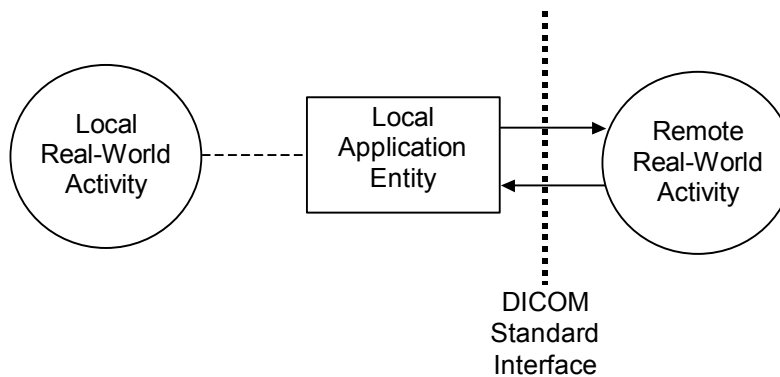 Local
Real-World
Activity
Local
Application
Entity
Remote
Real-World
Activity
DICOM
Standard
Interface